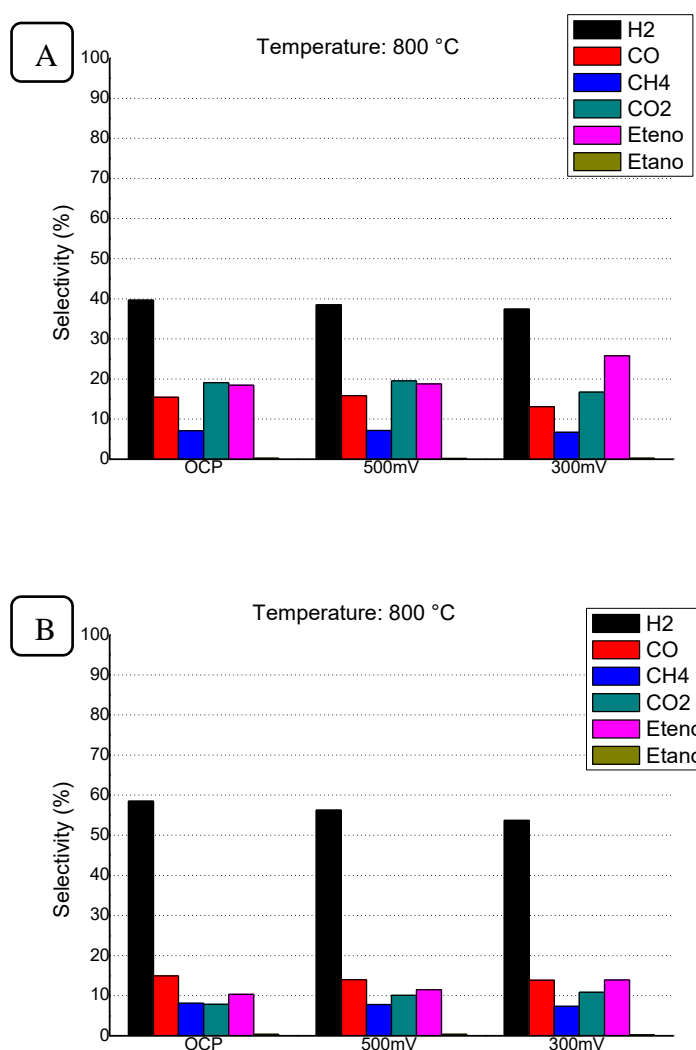 A
Temperature: 800 °C
H2
CO
CH4
CO2
Eteno
Etano
Selectivity (%)
100
90
80
70
60
50
40
30
20
10
0
OCP
500mV
300mV
B
Temperature: 800 °C
H2
CO
CH4
CO2
Eteno
Etano
Selectivity (%)
100
90
80
70
60
50
40
30
20
10
0
OCP
500mV
300mV